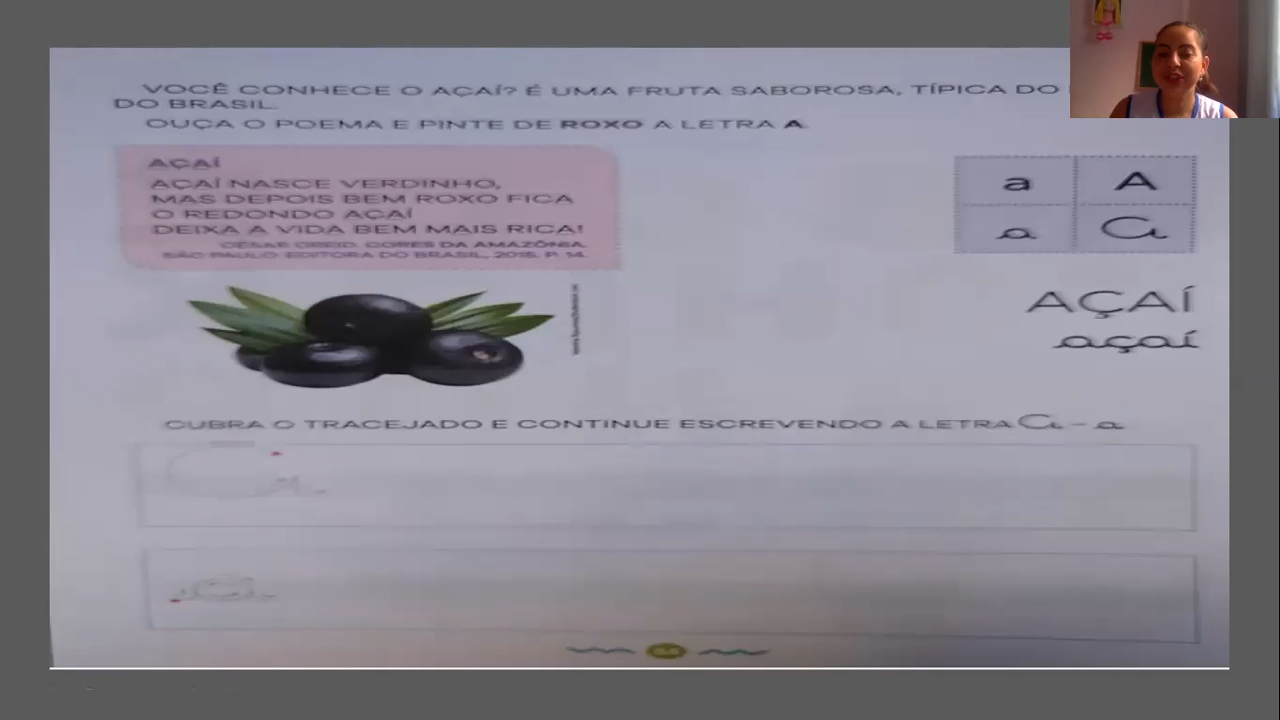 VOCÊ CONHECE O AÇAÍ? É UMA FRUTA SABOROSA, TÍPICA DO
DO BRASIL.
OUÇA O POEMA E PINTE DE ROXO A LETRA A.
AÇAÍ
AÇAÍ NASCE VERDINHO,
MAS DEPOIS BEM ROXO FICA
O REDONDO AÇAÍ
DEIXA A VIDA BEM MAIS RICA!
CÉSAR OBEID. CORES DA AMAZÔNIA.
SÃO PAULO: EDITORA DO BRASIL, 2015. P. 14.
a A
a A
AÇAÍ
açaí
CUBRA O TRACEJADO E CONTINUE ESCREVENDO A LETRA A - a
A
a